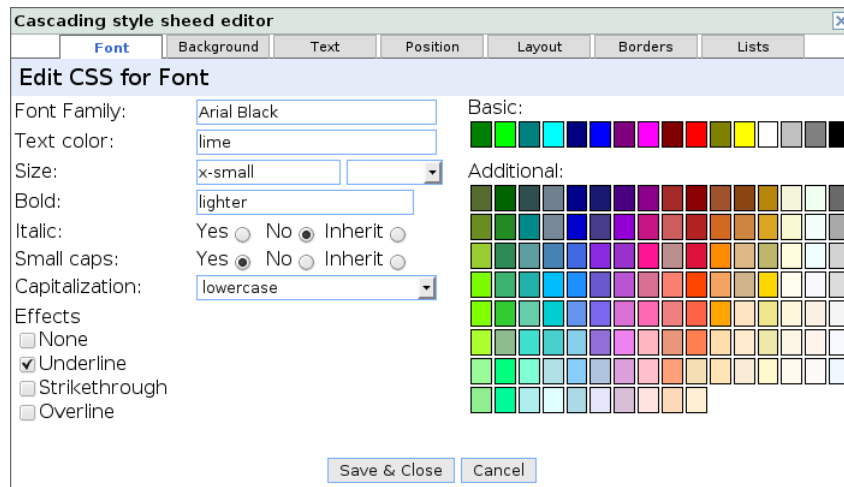 Cascading style sheed editor
Font Background Text Position Layout Borders Lists
Edit CSS for Font
Font Family: Arial Black
Basic:
Text color: lime
Size: x-small
Additional:
Bold: lighter
Italic: Yes No Inherit
Small caps: Yes No Inherit
Capitalization: lowercase
Effects
None
Underline
Strikethrough
Overline
Save & Close Cancel